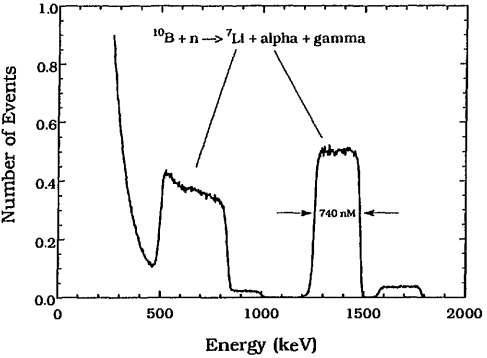 1.0
¹⁰B + n —> ⁷Li + alpha + gamma
0.8
0.6
0.4
0.2
0.0
740 nM
0
500
1000
1500
2000
Number of Events
Energy (keV)